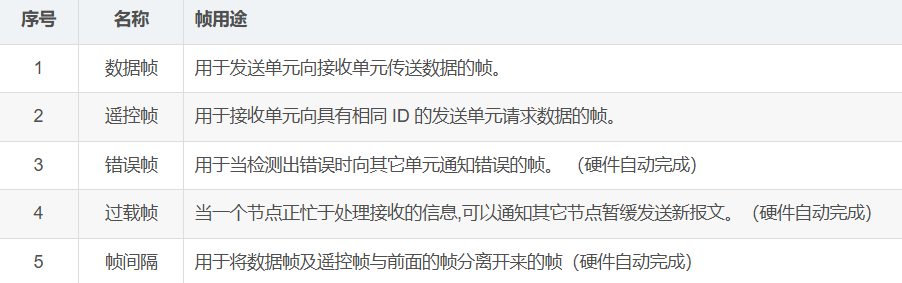 序号 名称 帧用途
1 数据帧 用于发送单元向接收单元传送数据的帧。
2 遥控帧 用于接收单元向具有相同 ID 的发送单元请求数据的帧。
3 错误帧 用于当检测出错误时向其它单元通知错误的帧。 （硬件自动完成）
4 过载帧 当一个节点正忙于处理接收的信息,可以通知其它节点暂缓发送新报文。（硬件自动完成）
5 帧间隔 用于将数据帧及遥控帧与前面的帧分离开来的帧（硬件自动完成）